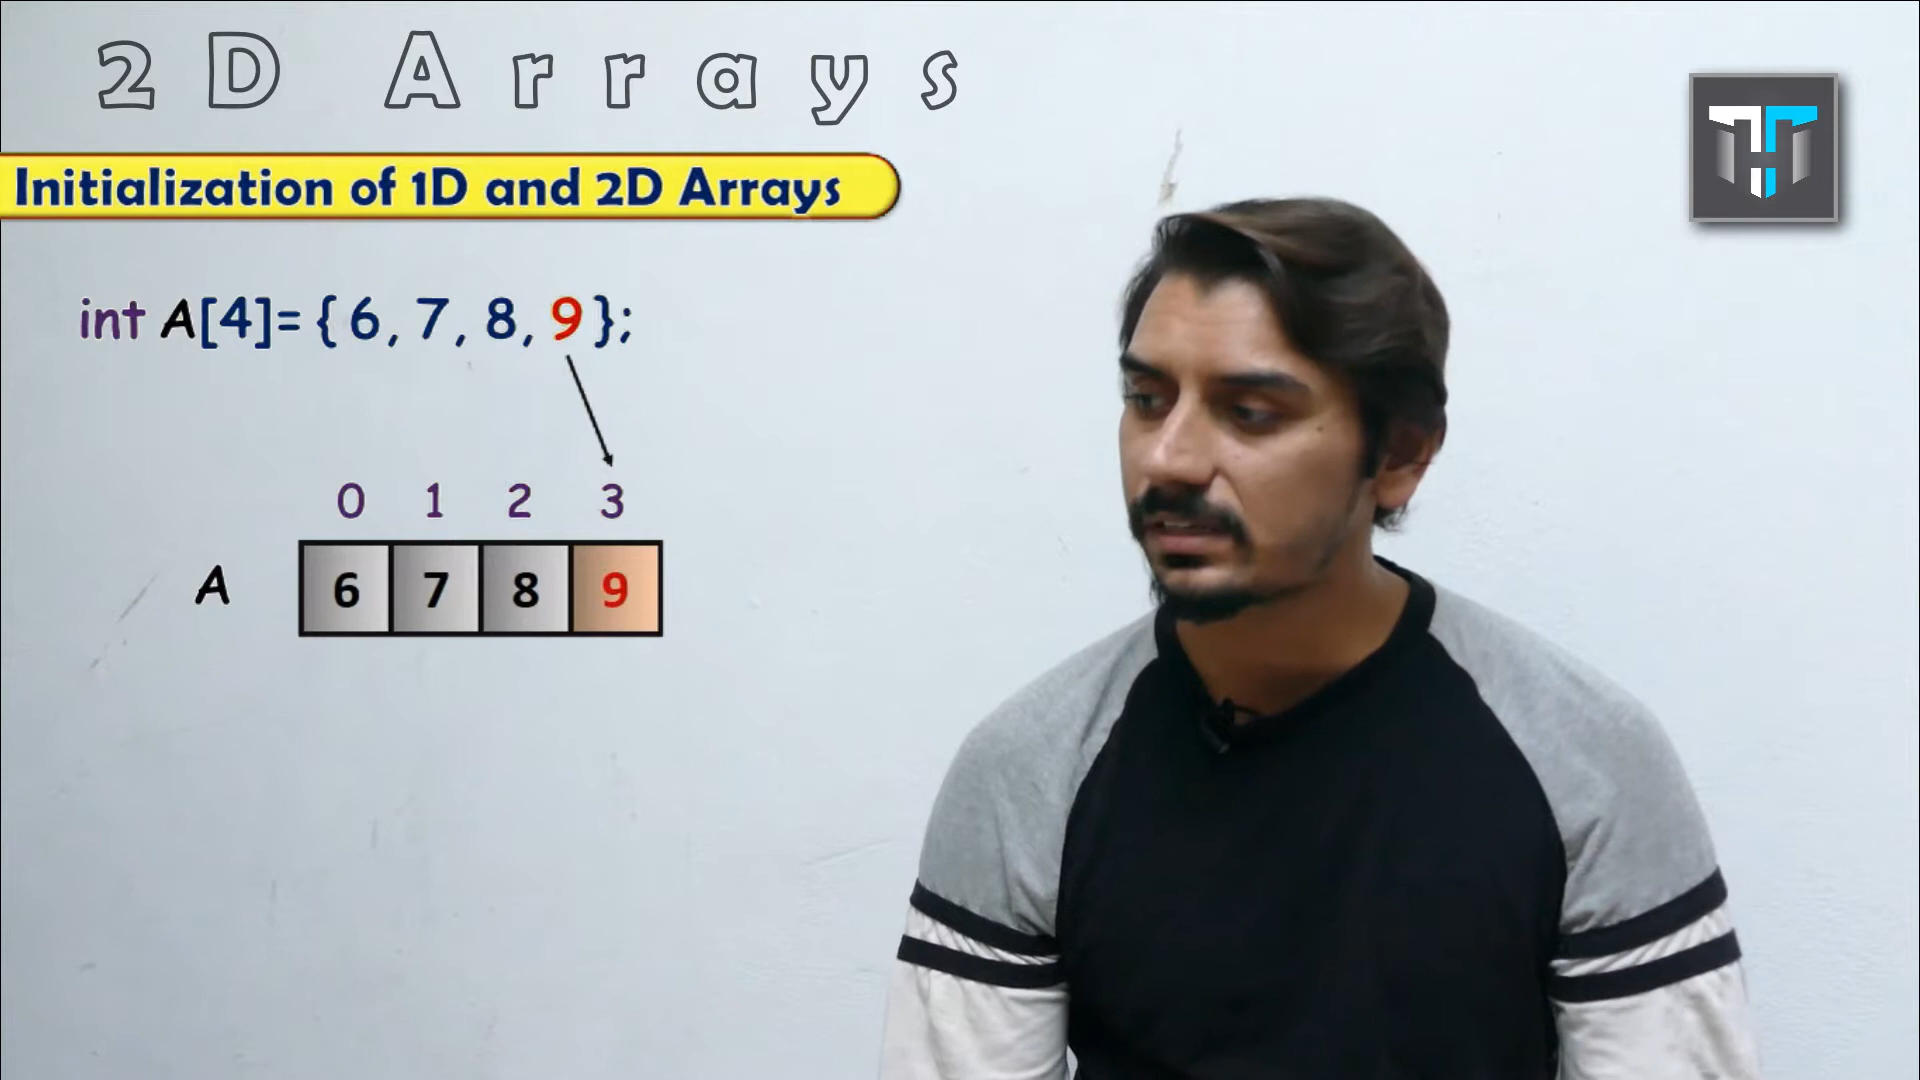 2D Arrays
Initialization of 1D and 2D Arrays
int A[4]= { 6, 7, 8, 9 };
0 1 2 3
A 6 7 8 9